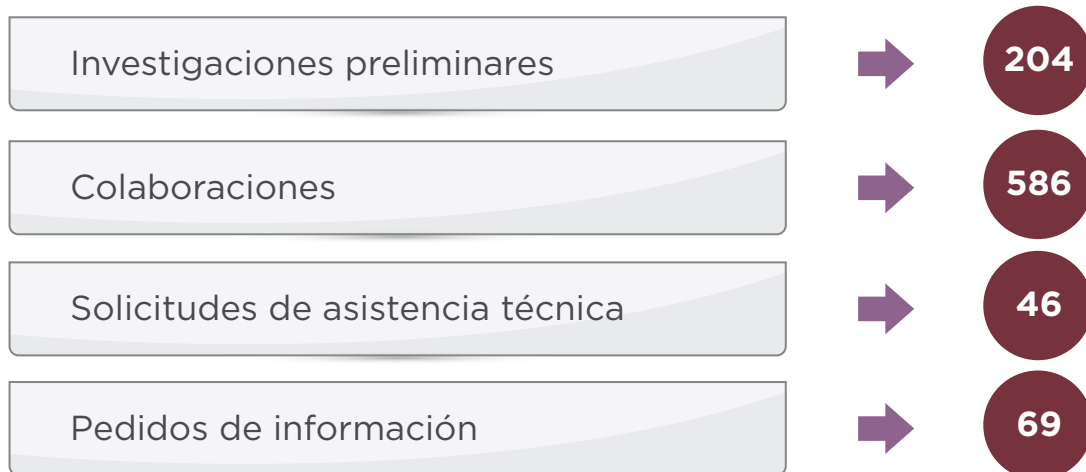 Investigaciones preliminares 204
Colaboraciones 586
Solicitudes de asistencia técnica 46
Pedidos de información 69